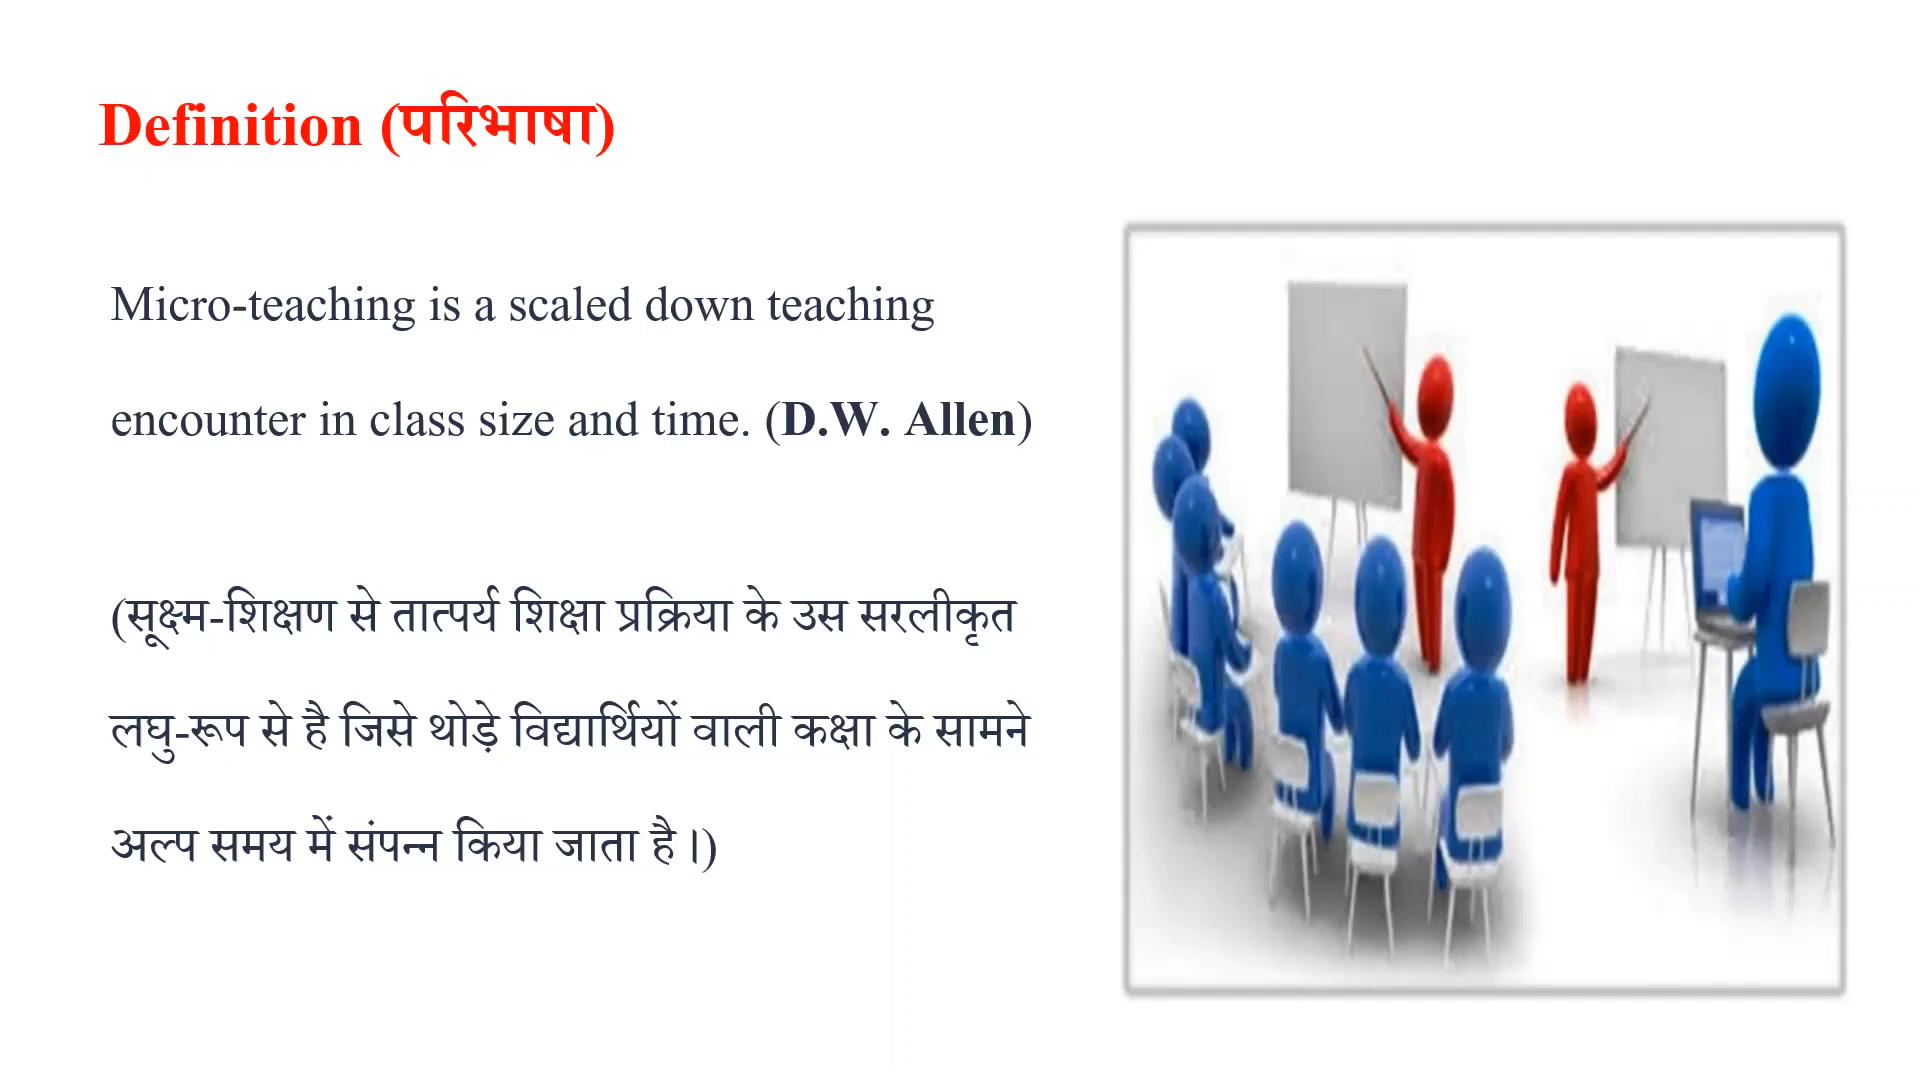 Definition (परिभाषा)
Micro-teaching is a scaled down teaching
encounter in class size and time. (D.W. Allen)
(सूक्ष्म-शिक्षण से तात्पर्य शिक्षा प्रक्रिया के उस सरलीकृत
लघु-रूप से है जिसे थोड़े विद्यार्थियों वाली कक्षा के सामने
अल्प समय में संपन्न किया जाता है।)